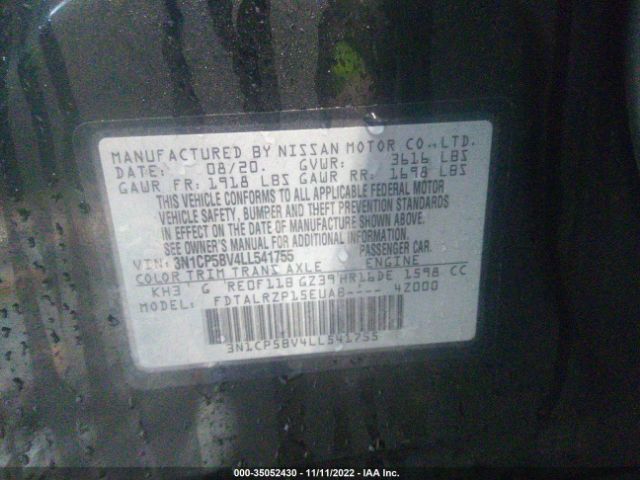 MANUFACTURED BY NISSAN MOTOR CO.,LTD.
DATE: 08/20. GVWR: 3616 LBS
GAWR FR: 1918 LBS GAWR RR: 1698 LBS
THIS VEHICLE CONFORMS TO ALL APPLICABLE FEDERAL MOTOR
VEHICLE SAFETY, BUMPER AND THEFT PREVENTION STANDARDS
IN EFFECT ON THE DATE OF MANUFACTURE SHOWN ABOVE.
SEE OWNER'S MANUAL FOR ADDITIONAL INFORMATION.
VIN: 3N1CP5BV4LL541755 PASSENGER CAR.
COLOR TRIM TRANS AXLE ENGINE
KH3 G RE0F11B GZ39 HR16DE 1598 CC
MODEL: FDTALRZP15EUA8---- 4Z000
3N1CP5BV4LL541755
000-35052430 - 11/11/2022 - IAA Inc.